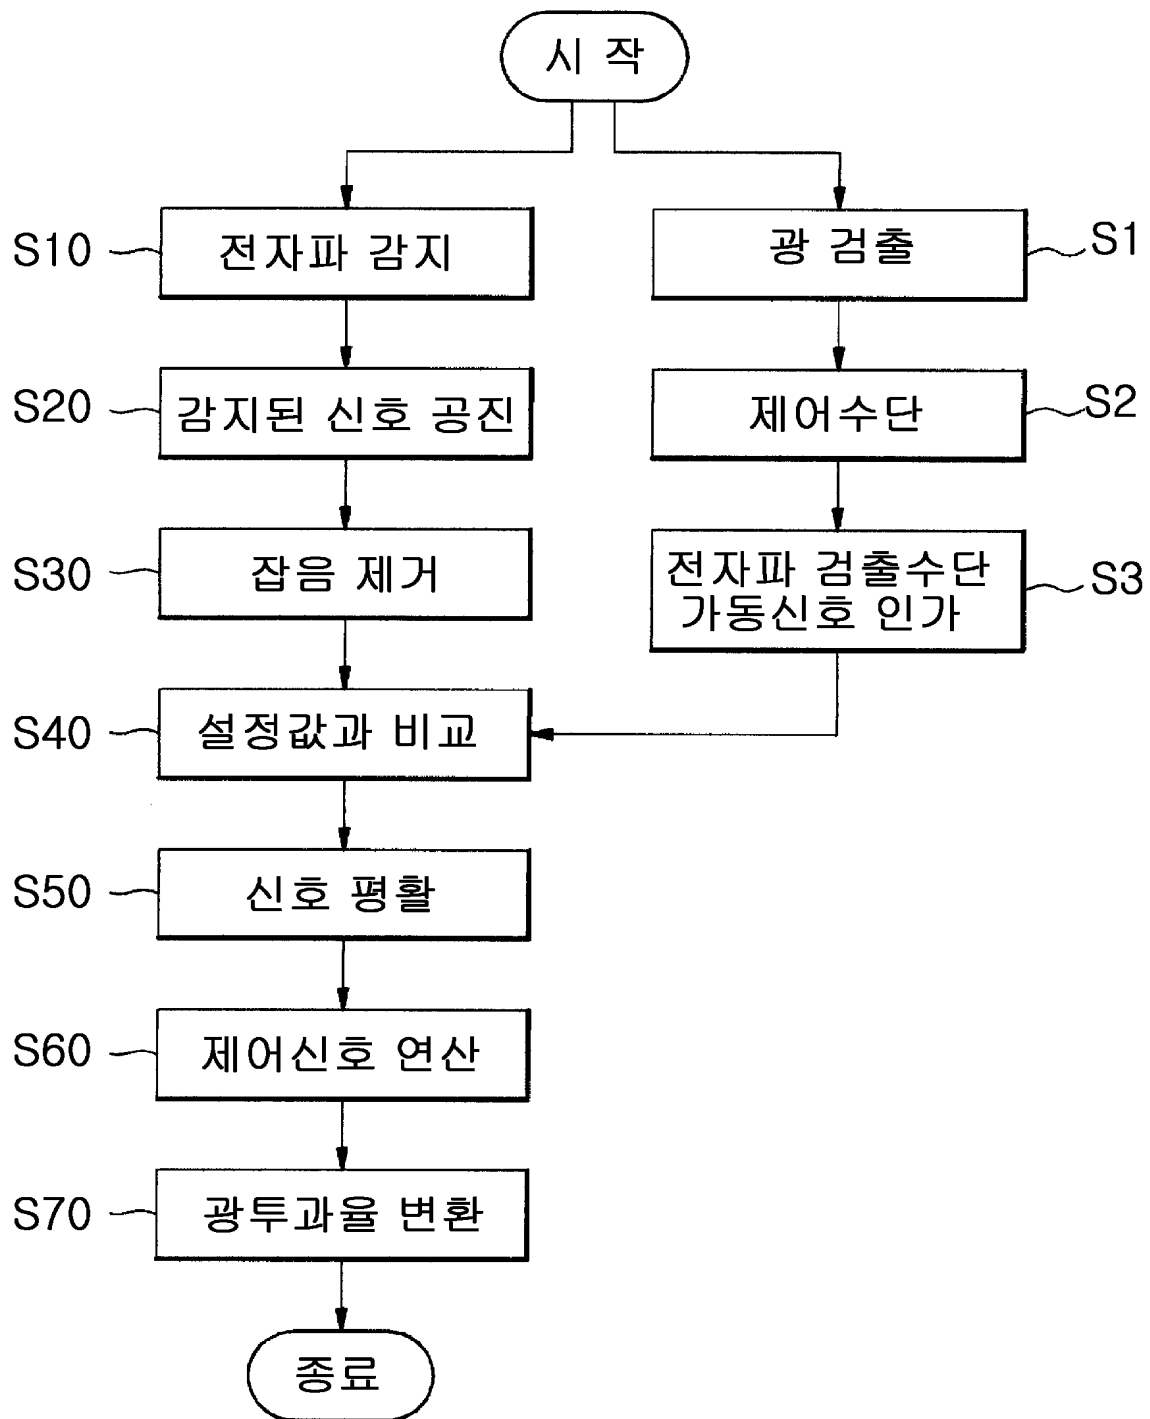 시 작
S10
전자파 감지
광 검출
S1
S20
감지된 신호 공진
제어수단
S2
S30
잡음 제거
전자파 검출수단
가동신호 인가
S3
S40
설정값과 비교
S50
신호 평활
S60
제어신호 연산
S70
광투과율 변환
종료